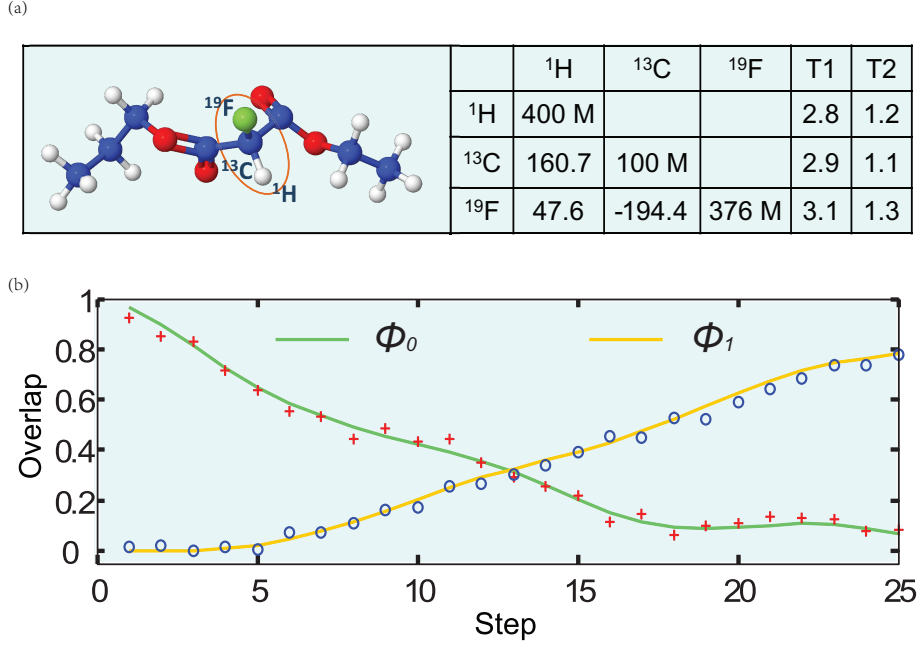 (a)
¹⁹F
¹³C
¹H
¹H ¹³C ¹⁹F T1 T2
¹H 400 M 2.8 1.2
¹³C 160.7 100 M 2.9 1.1
¹⁹F 47.6 -194.4 376 M 3.1 1.3
(b)
1
0.8
0.6
0.4
0.2
0
Overlap
Φ₀ Φ₁
0 5 10 15 20 25
Step